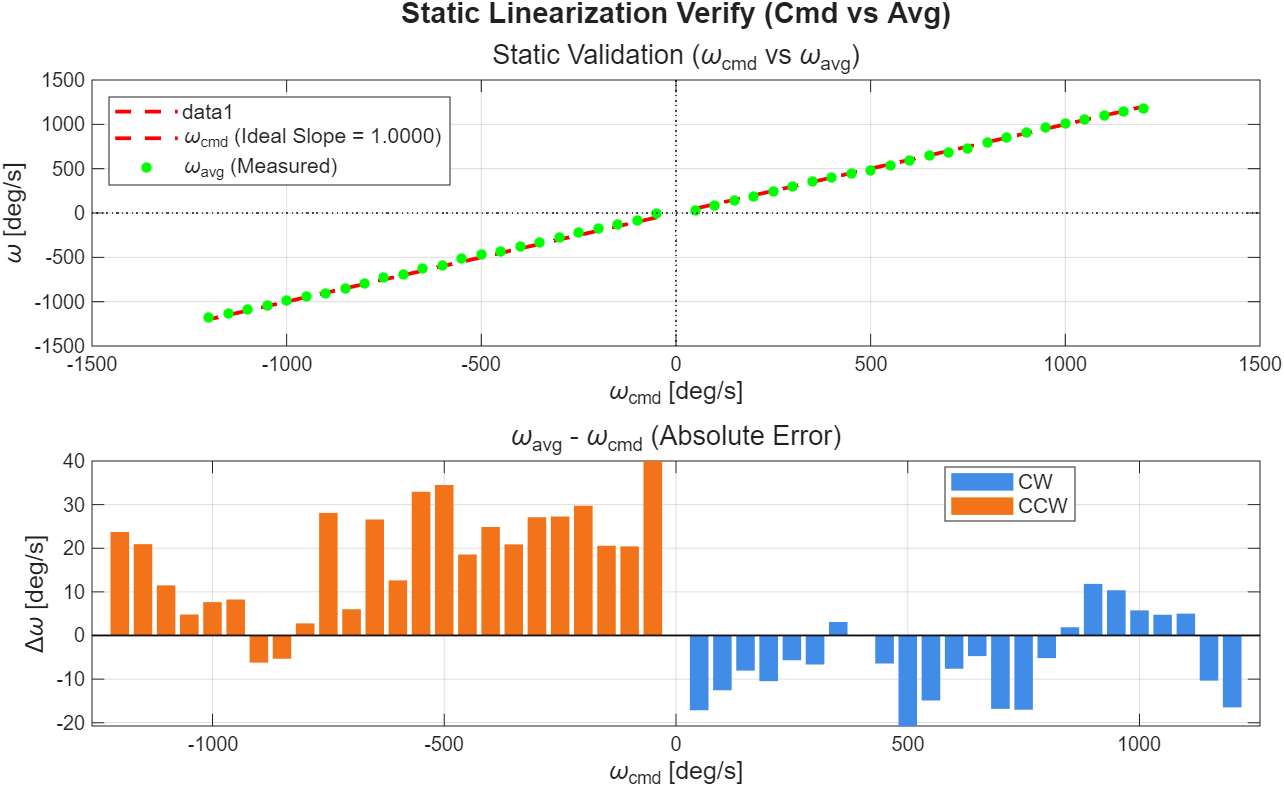 Static Linearization Verify (Cmd vs Avg)
Static Validation (ωcmd vs ωavg)
1500
1000
500
0
-500
-1000
-1500
ω [deg/s]
data1
ωcmd (Ideal Slope = 1.0000)
ωavg (Measured)
-1500 -1000 -500 0 500 1000 1500
ωcmd [deg/s]
ωavg - ωcmd (Absolute Error)
40
30
20
10
0
-10
-20
Δω [deg/s]
CW
CCW
-1000 -500 0 500 1000
ωcmd [deg/s]